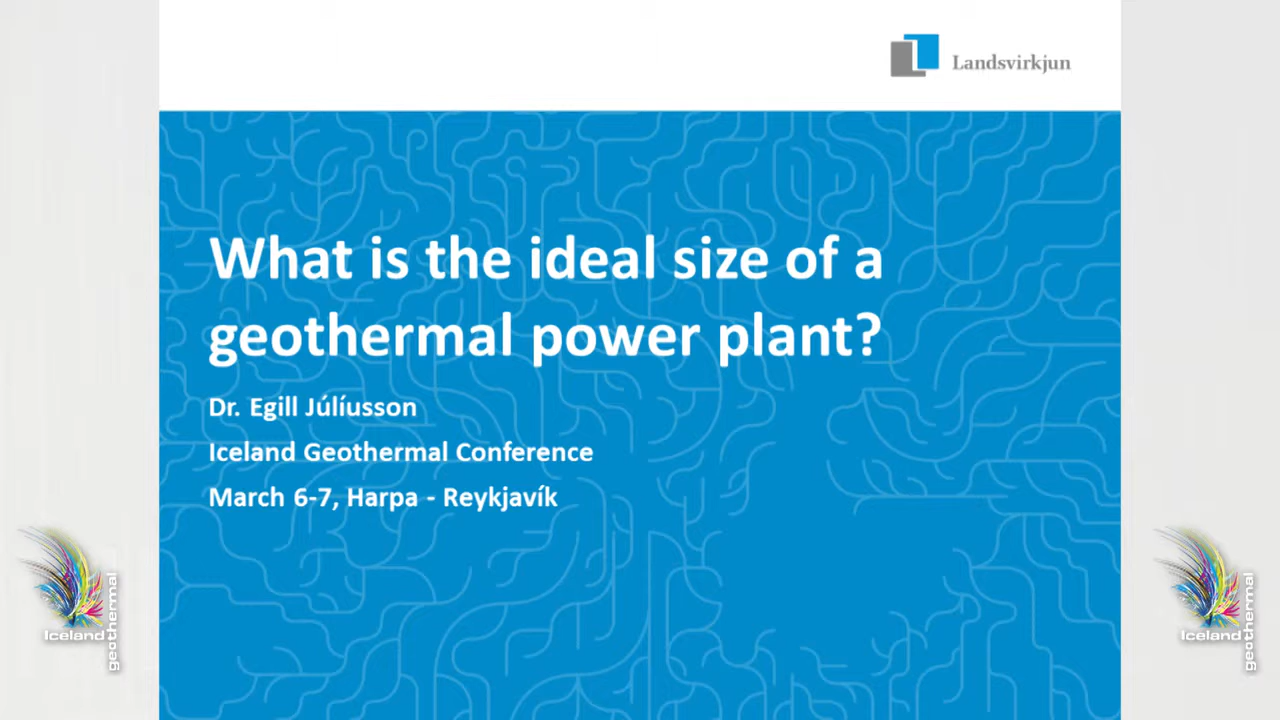 Landsvirkjun
What is the ideal size of a
geothermal power plant?
Dr. Egill Júlíusson
Iceland Geothermal Conference
March 6-7, Harpa - Reykjavík
Iceland
geothermal
Iceland
geothermal